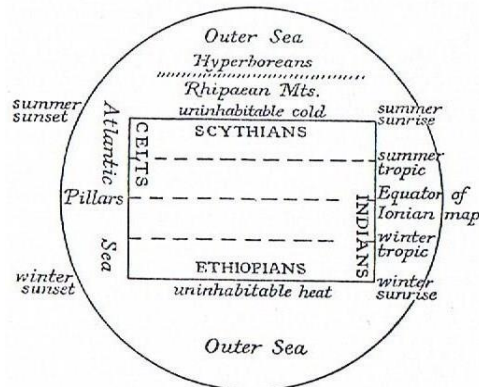 Outer Sea
Hyperboreans
Rhipaean Mts.
uninhabitable cold
summer
sunset
Atlantic
Sea
summer
sunrise
SCYTHIANS
CELTS
summer
tropic
Pillars
Equator of
Ionian map
INDIANS
winter
tropic
ETHIOPIANS
uninhabitable heat
winter
sunset
winter
sunrise
Outer Sea